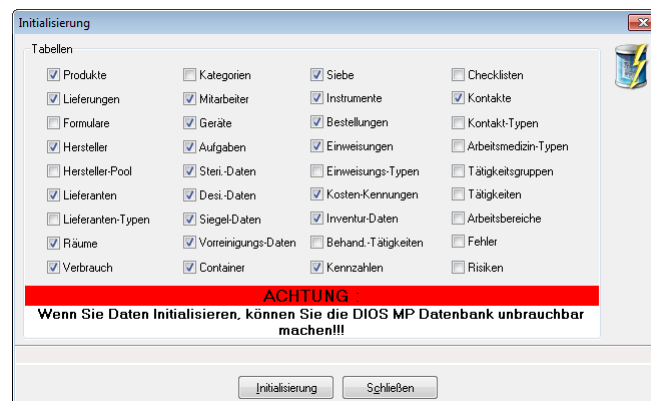 Initialisierung
Tabellen
Produkte Kategorien Siebe Checklisten
Lieferungen Mitarbeiter Instrumente Kontakte
Formulare Geräte Bestellungen Kontakt-Typen
Hersteller Aufgaben Einweisungen Arbeitsmedizin-Typen
Hersteller-Pool Steri.-Daten Einweisungs-Typen Tätigkeitsgruppen
Lieferanten Desi.-Daten Kosten-Kennungen Tätigkeiten
Lieferanten-Typen Siegel-Daten Inventur-Daten Arbeitsbereiche
Räume Vorreinigungs-Daten Behand.-Tätigkeiten Fehler
Verbrauch Container Kennzahlen Risiken
ACHTUNG :
Wenn Sie Daten Initialisieren, können Sie die DIOS MP Datenbank unbrauchbar
machen!!!
Initialisierung Schließen